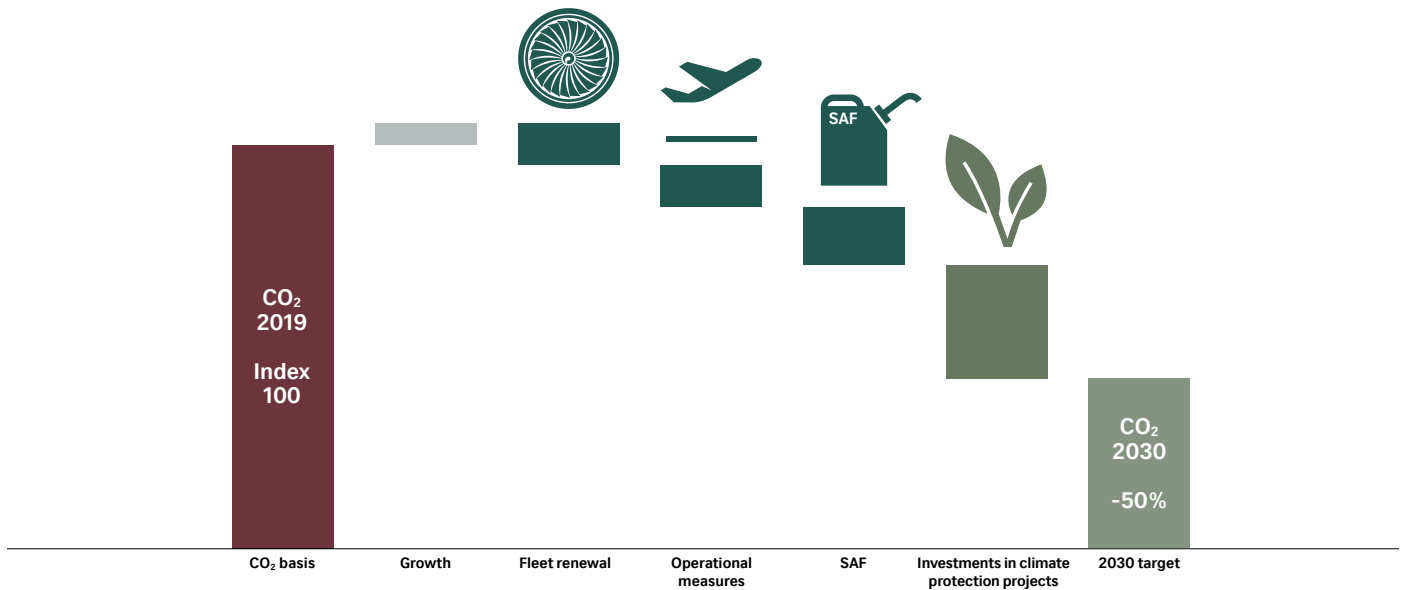 SAF
CO₂
2019
Index
100
CO₂
2030
-50%
CO₂ basis
Growth
Fleet renewal
Operational
measures
SAF
Investments in climate
protection projects
2030 target